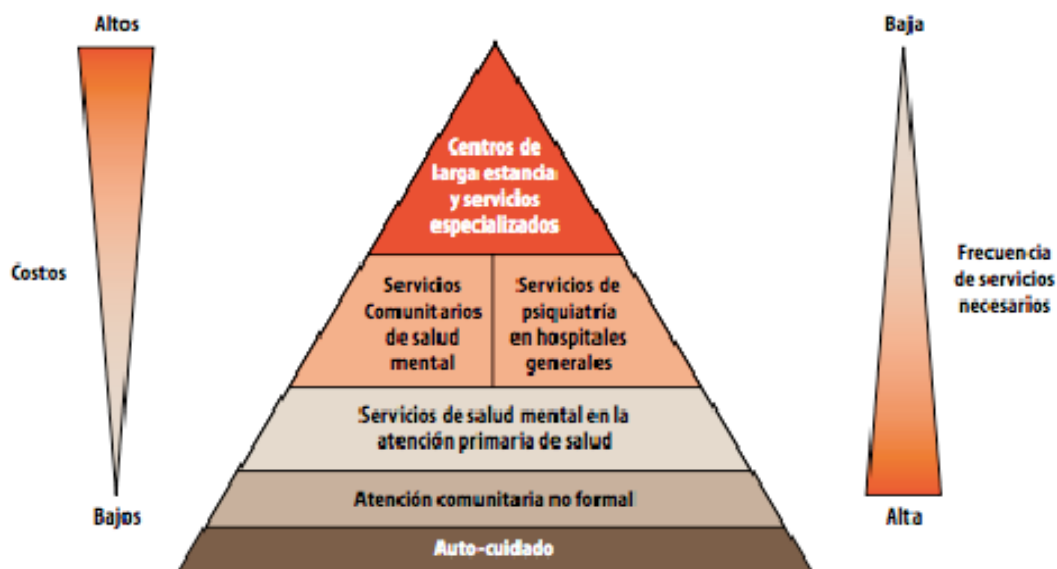 Altos
Costos
Bajos
Centros de
larga estancia
y servicios
especializados
Servicios
Comunitarios
de salud
mental
Servicios de
psiquiatría
en hospitales
generales
Servicios de salud mental en la
atención primaria de salud
Atención comunitaria no formal
Auto-cuidado
Baja
Frecuencia
de servicios
necesarios
Alta